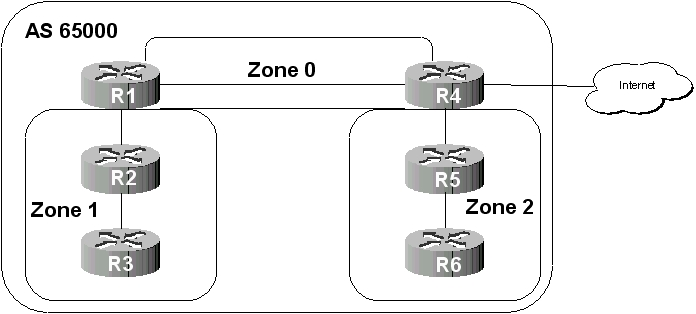 AS 65000
Zone 0
R1
R4
Internet
R2
R5
Zone 1
Zone 2
R3
R6